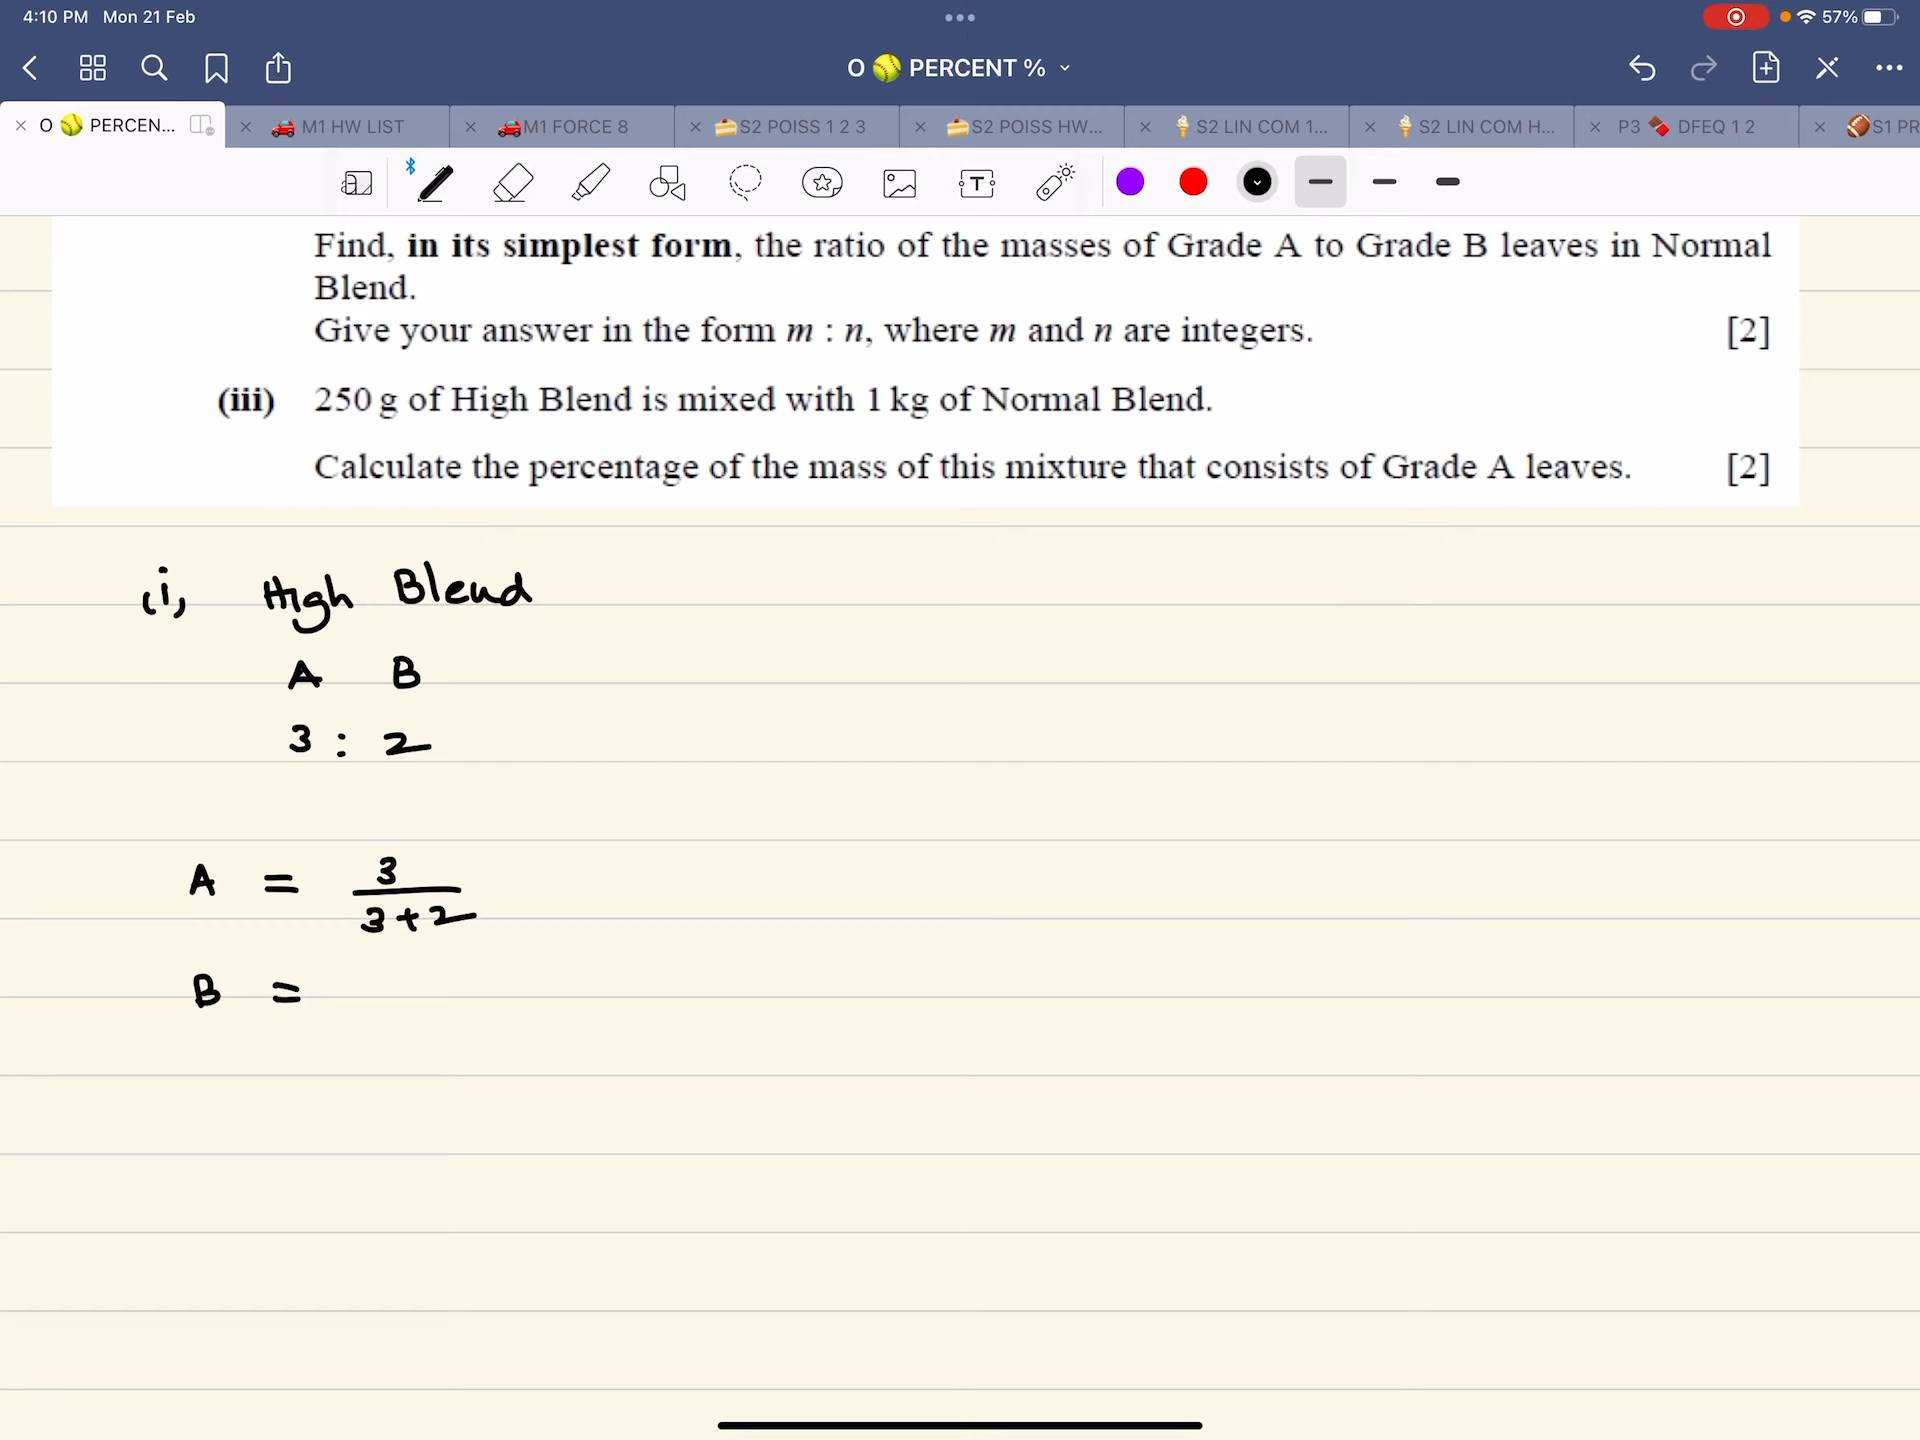 4:10 PM Mon 21 Feb
57%
O PERCENT %
O PERCEN...
M1 HW LIST
M1 FORCE 8
S2 POISS 1 2 3
S2 POISS HW...
S2 LIN COM 1...
S2 LIN COM H...
P3 DFEQ 1 2
S1 PR
Find, in its simplest form, the ratio of the masses of Grade A to Grade B leaves in Normal
Blend.
Give your answer in the form m : n, where m and n are integers. [2]
(iii) 250 g of High Blend is mixed with 1 kg of Normal Blend.
Calculate the percentage of the mass of this mixture that consists of Grade A leaves. [2]
(i, High Blend
A B
3 : 2
A = 3
3+2
B =